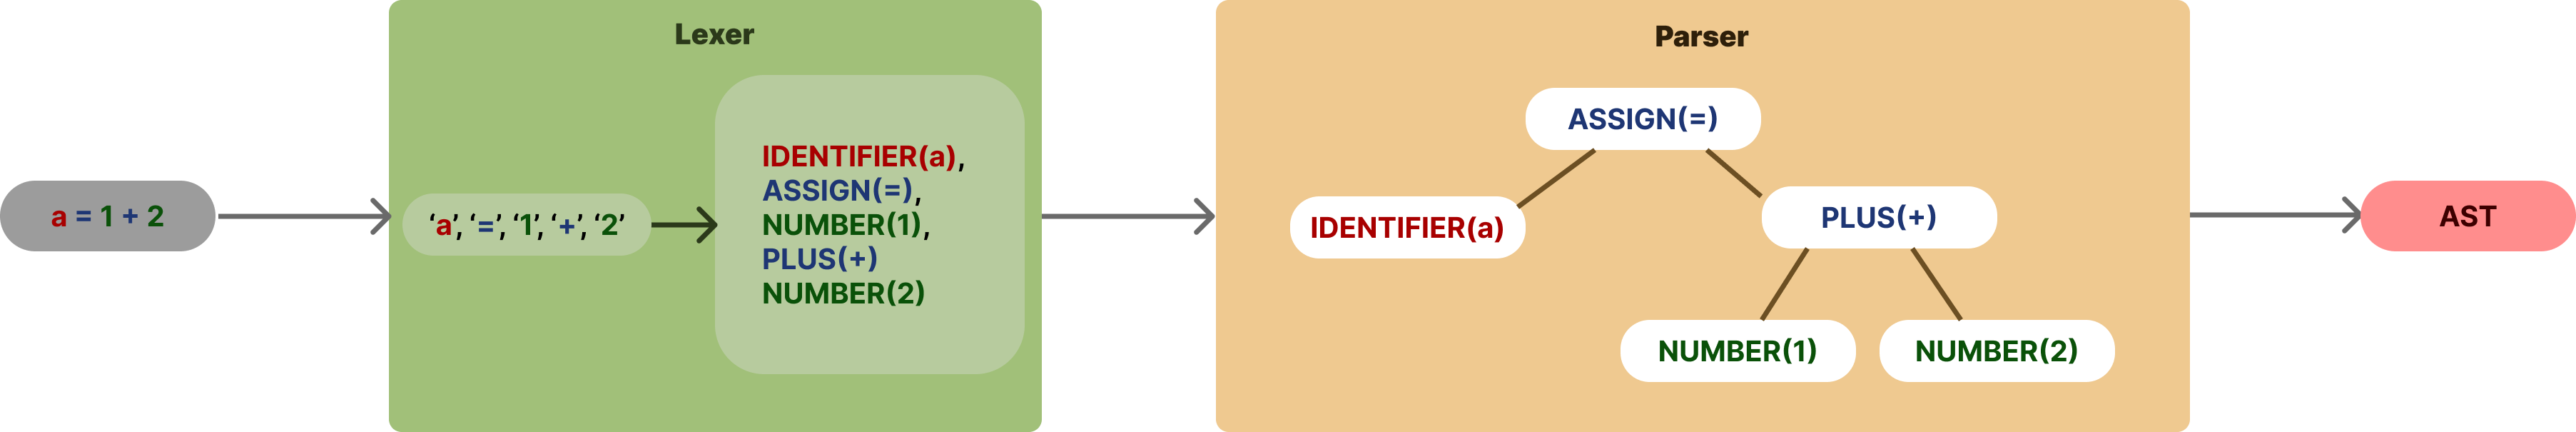 a = 1 + 2
Lexer
‘a’, ‘=’, ‘1’, ‘+’, ‘2’
IDENTIFIER(a),
ASSIGN(=),
NUMBER(1),
PLUS(+)
NUMBER(2)
Parser
ASSIGN(=)
IDENTIFIER(a)
PLUS(+)
NUMBER(1)
NUMBER(2)
AST